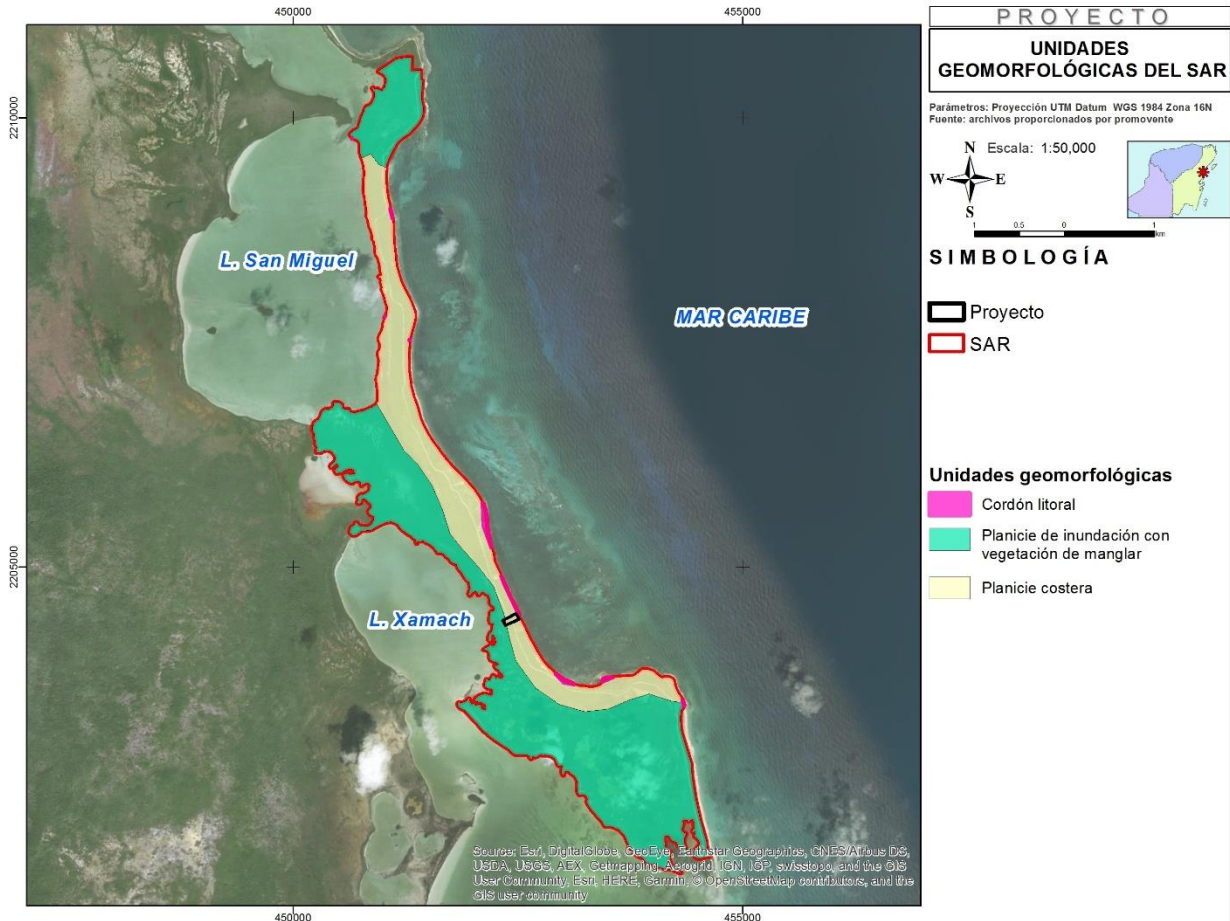 450000
455000
2210000
2205000
L. San Miguel
MAR CARIBE
L. Xamach
Source: Esri, DigitalGlobe, GeoEye, Earthstar Geographics, CNES/Airbus DS,
USDA, USGS, AEX, Getmapping, Aerogrid, IGN, IGP, swisstopo, and the GIS
User Community, Esri, HERE, Garmin, © OpenStreetMap contributors, and the
GIS user community
450000
455000
PROYECTO
UNIDADES
GEOMORFOLÓGICAS DEL SAR
Parámetros: Proyección UTM Datum WGS 1984 Zona 16N
Fuente: archivos proporcionados por promovente
N
W E
S
Escala: 1:50,000
1 0.5 0 1
km
SIMBOLOGÍA
Proyecto
SAR
Unidades geomorfológicas
Cordón litoral
Planicie de inundación con
vegetación de manglar
Planicie costera